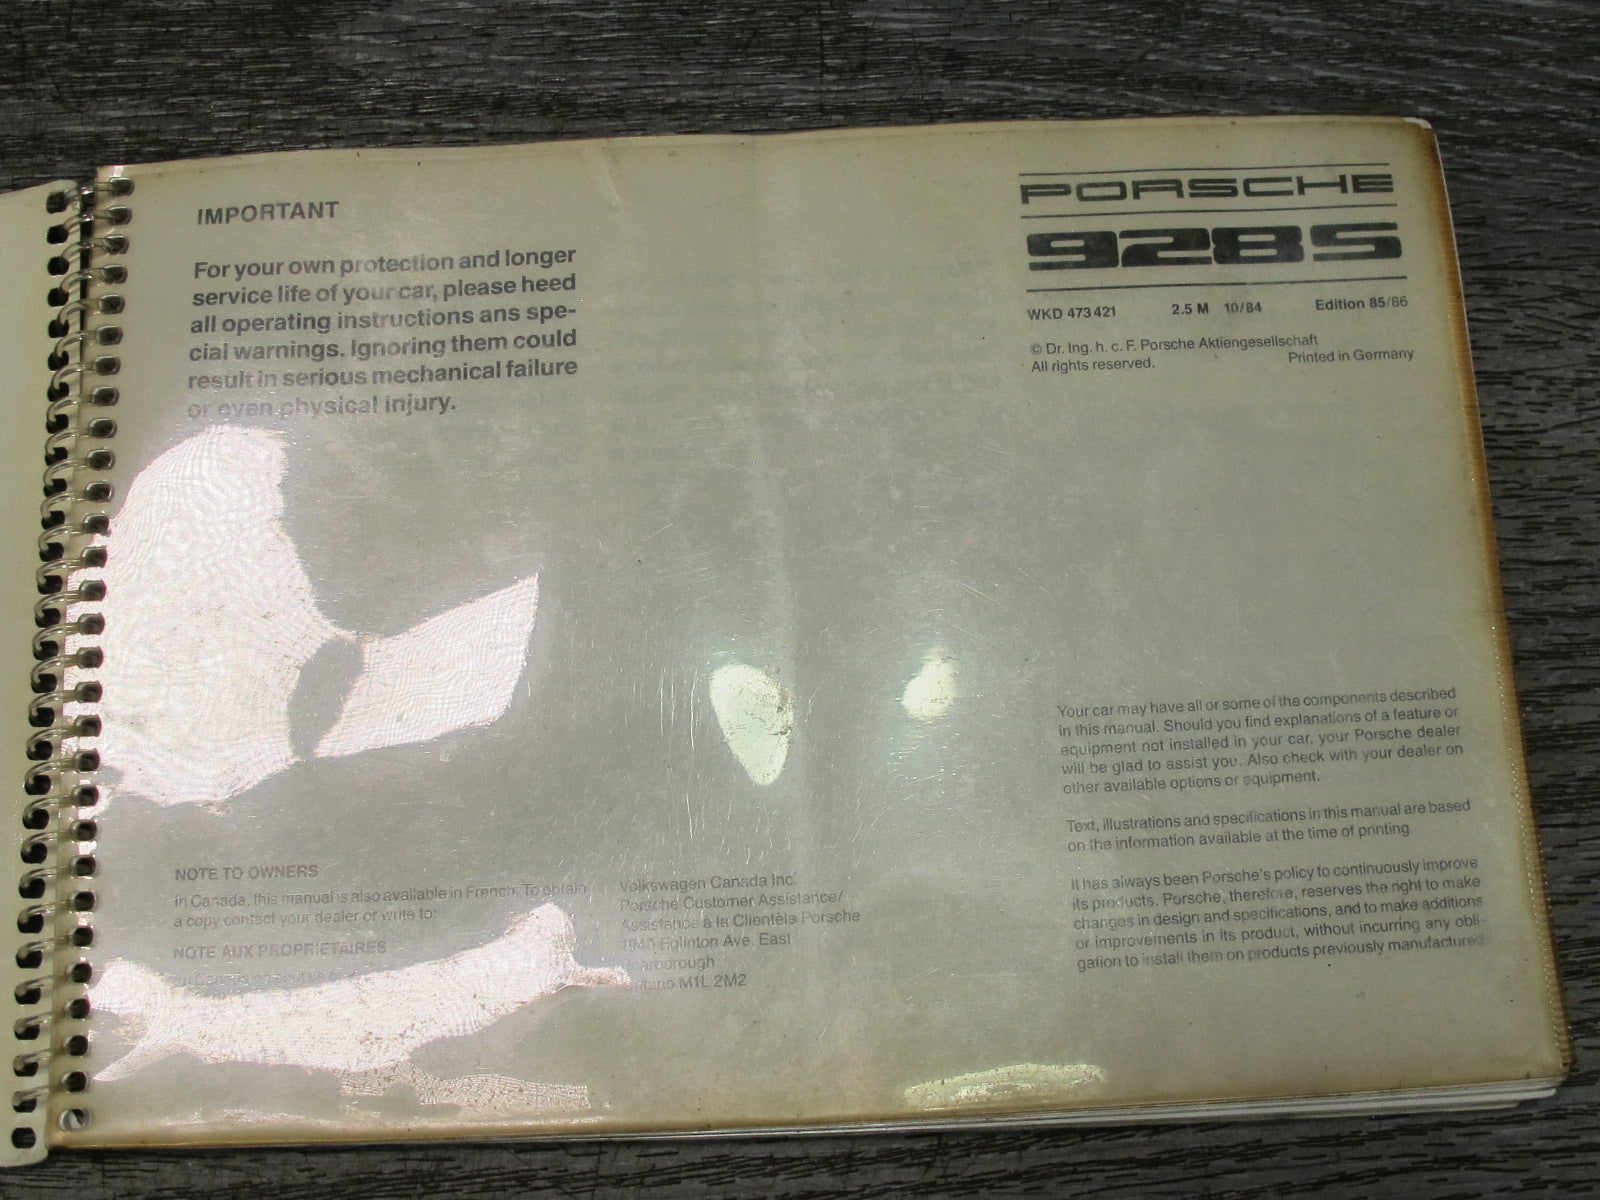 IMPORTANT
For your own protection and longer
service life of your car, please heed
all operating instructions ans spe-
cial warnings. Ignoring them could
result in serious mechanical failure
or even physical injury.
NOTE TO OWNERS
in Canada, this manual is also available in French. To obtain
a copy contact your dealer or write to:
NOTE AUX PROPRIETAIRES
Volkswagen Canada Inc.
Porsche Customer Assistance/
Assistance à la Clientèle Porsche
1940 Eglinton Ave. East
Scarborough
Ontario M1L 2M2
PORSCHE
928S
WKD 473 421 2.5 M 10/84 Edition 85/86
© Dr. Ing. h. c. F. Porsche Aktiengesellschaft
All rights reserved. Printed in Germany
Your car may have all or some of the components described
in this manual. Should you find explanations of a feature or
equipment not installed in your car, your Porsche dealer
will be glad to assist you. Also check with your dealer on
other available options or equipment.
Text, illustrations and specifications in this manual are based
on the information available at the time of printing.
It has always been Porsche's policy to continuously improve
its products. Porsche, therefore, reserves the right to make
changes in design and specifications, and to make additions
or improvements in its product, without incurring any obli-
gation to install them on products previously manufactured